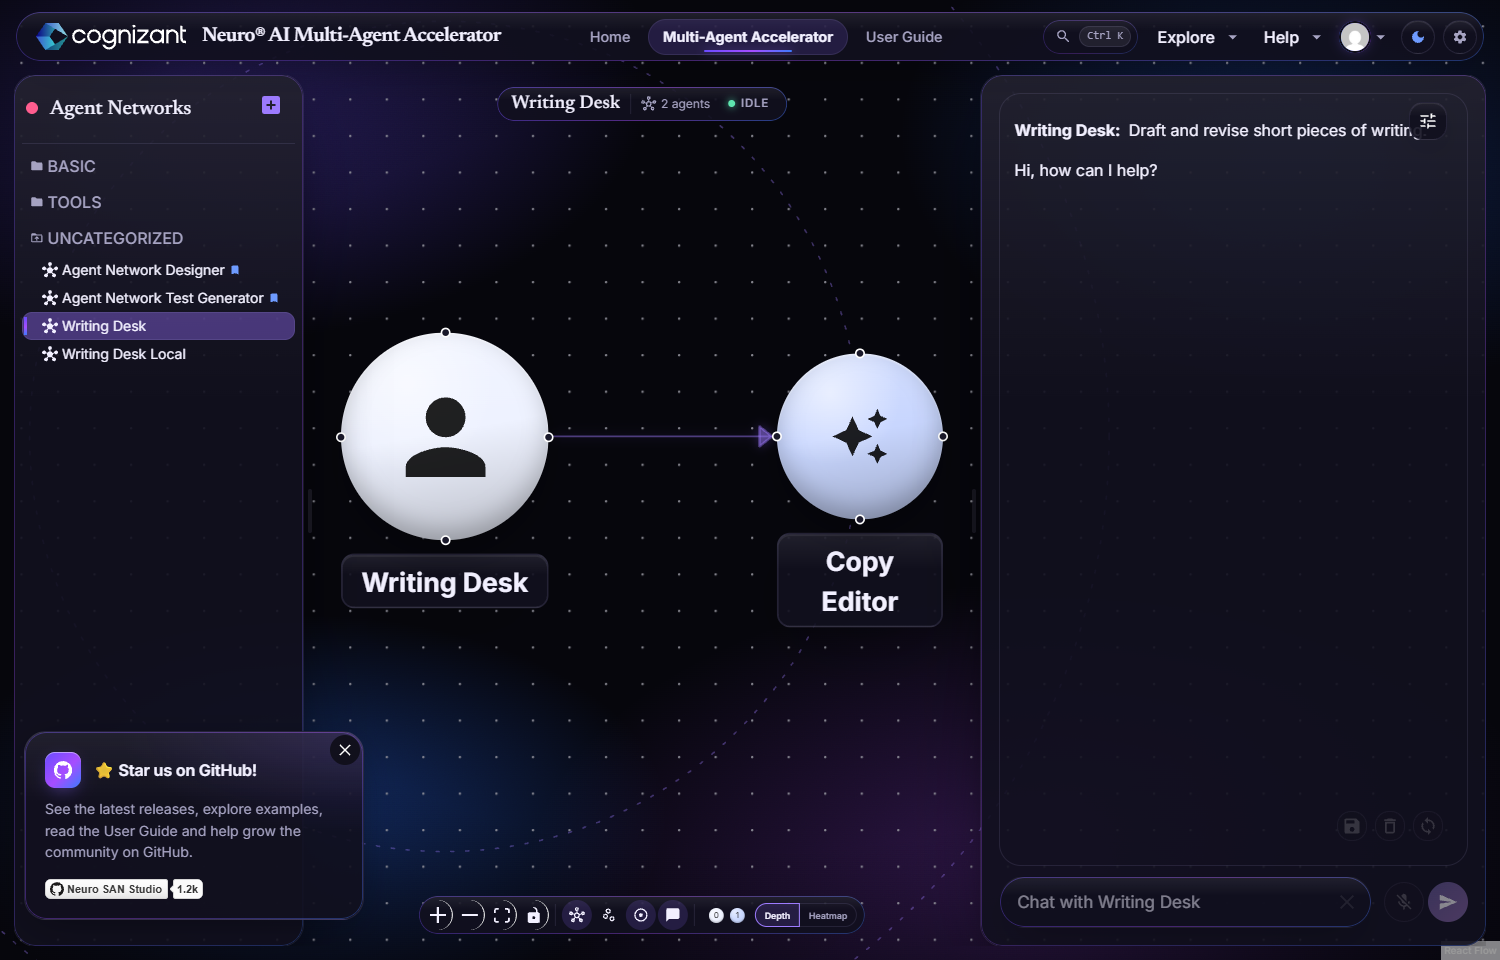 cognizant
Neuro® AI Multi-Agent Accelerator
Home
Multi-Agent Accelerator
User Guide
Ctrl K
Explore
Help
Agent Networks
BASIC
TOOLS
UNCATEGORIZED
Agent Network Designer
Agent Network Test Generator
Writing Desk
Writing Desk Local
Writing Desk
2 agents
IDLE
Writing Desk
Copy
Editor
Writing Desk: Draft and revise short pieces of writing.
Hi, how can I help?
Star us on GitHub!
See the latest releases, explore examples,
read the User Guide and help grow the
community on GitHub.
Neuro SAN Studio
1.2k
0
1
Depth
Heatmap
Chat with Writing Desk
React Flow